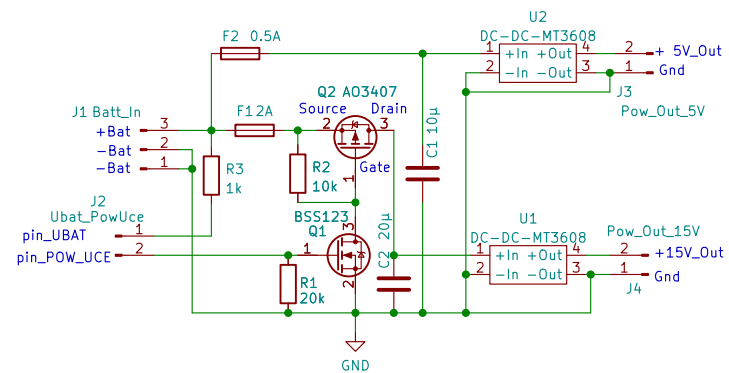 U2
F2 0.5A
DC-DC-MT3608
1 +In +Out 4
2 + 5V_Out
2 -In -Out 3
1 Gnd
J3
Pow_Out_5V
Q2 AO3407
Source Drain
J1 Batt_In
F1 2A
+Bat 3
2 3
-Bat 2
-Bat 1
C1 10µ
Gate
R3
1k
R2
10k
1
J2
Ubat_PowUce
pin_UBAT 1
pin_POW_UCE 2
BSS123
Q1
3
1
2
C2 20µ
R1
20k
U1
DC-DC-MT3608
Pow_Out_15V
1 +In +Out 4
2 +15V_Out
2 -In -Out 3
1 Gnd
J4
GND